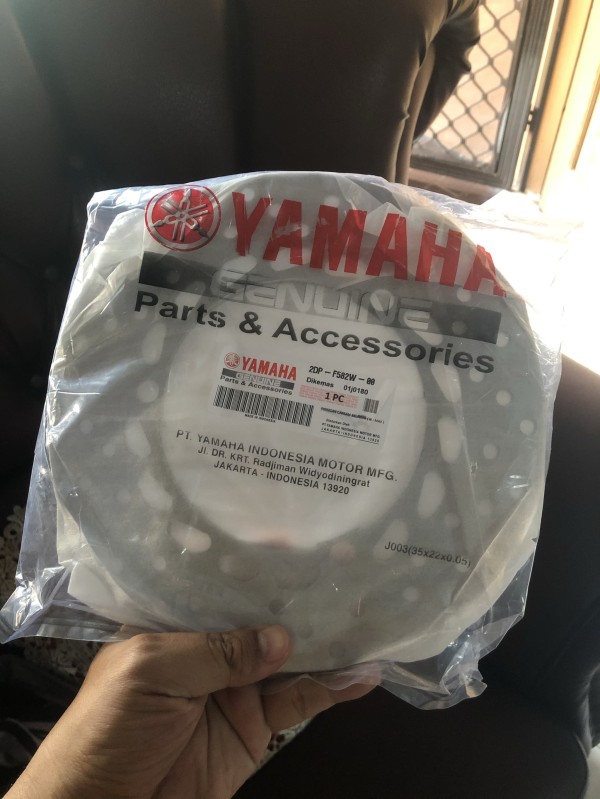 YAMAHA
GENUINE
Parts & Accessories
YAMAHA
GENUINE
Parts & Accessories
2DP-F582W-00
Dikemas 01j0180
1 PC
PT. YAMAHA INDONESIA MOTOR MFG.
Jl. DR. KRT. Radjiman Widyodiningrat
JAKARTA - INDONESIA 13920
J003(35x22x0.05)